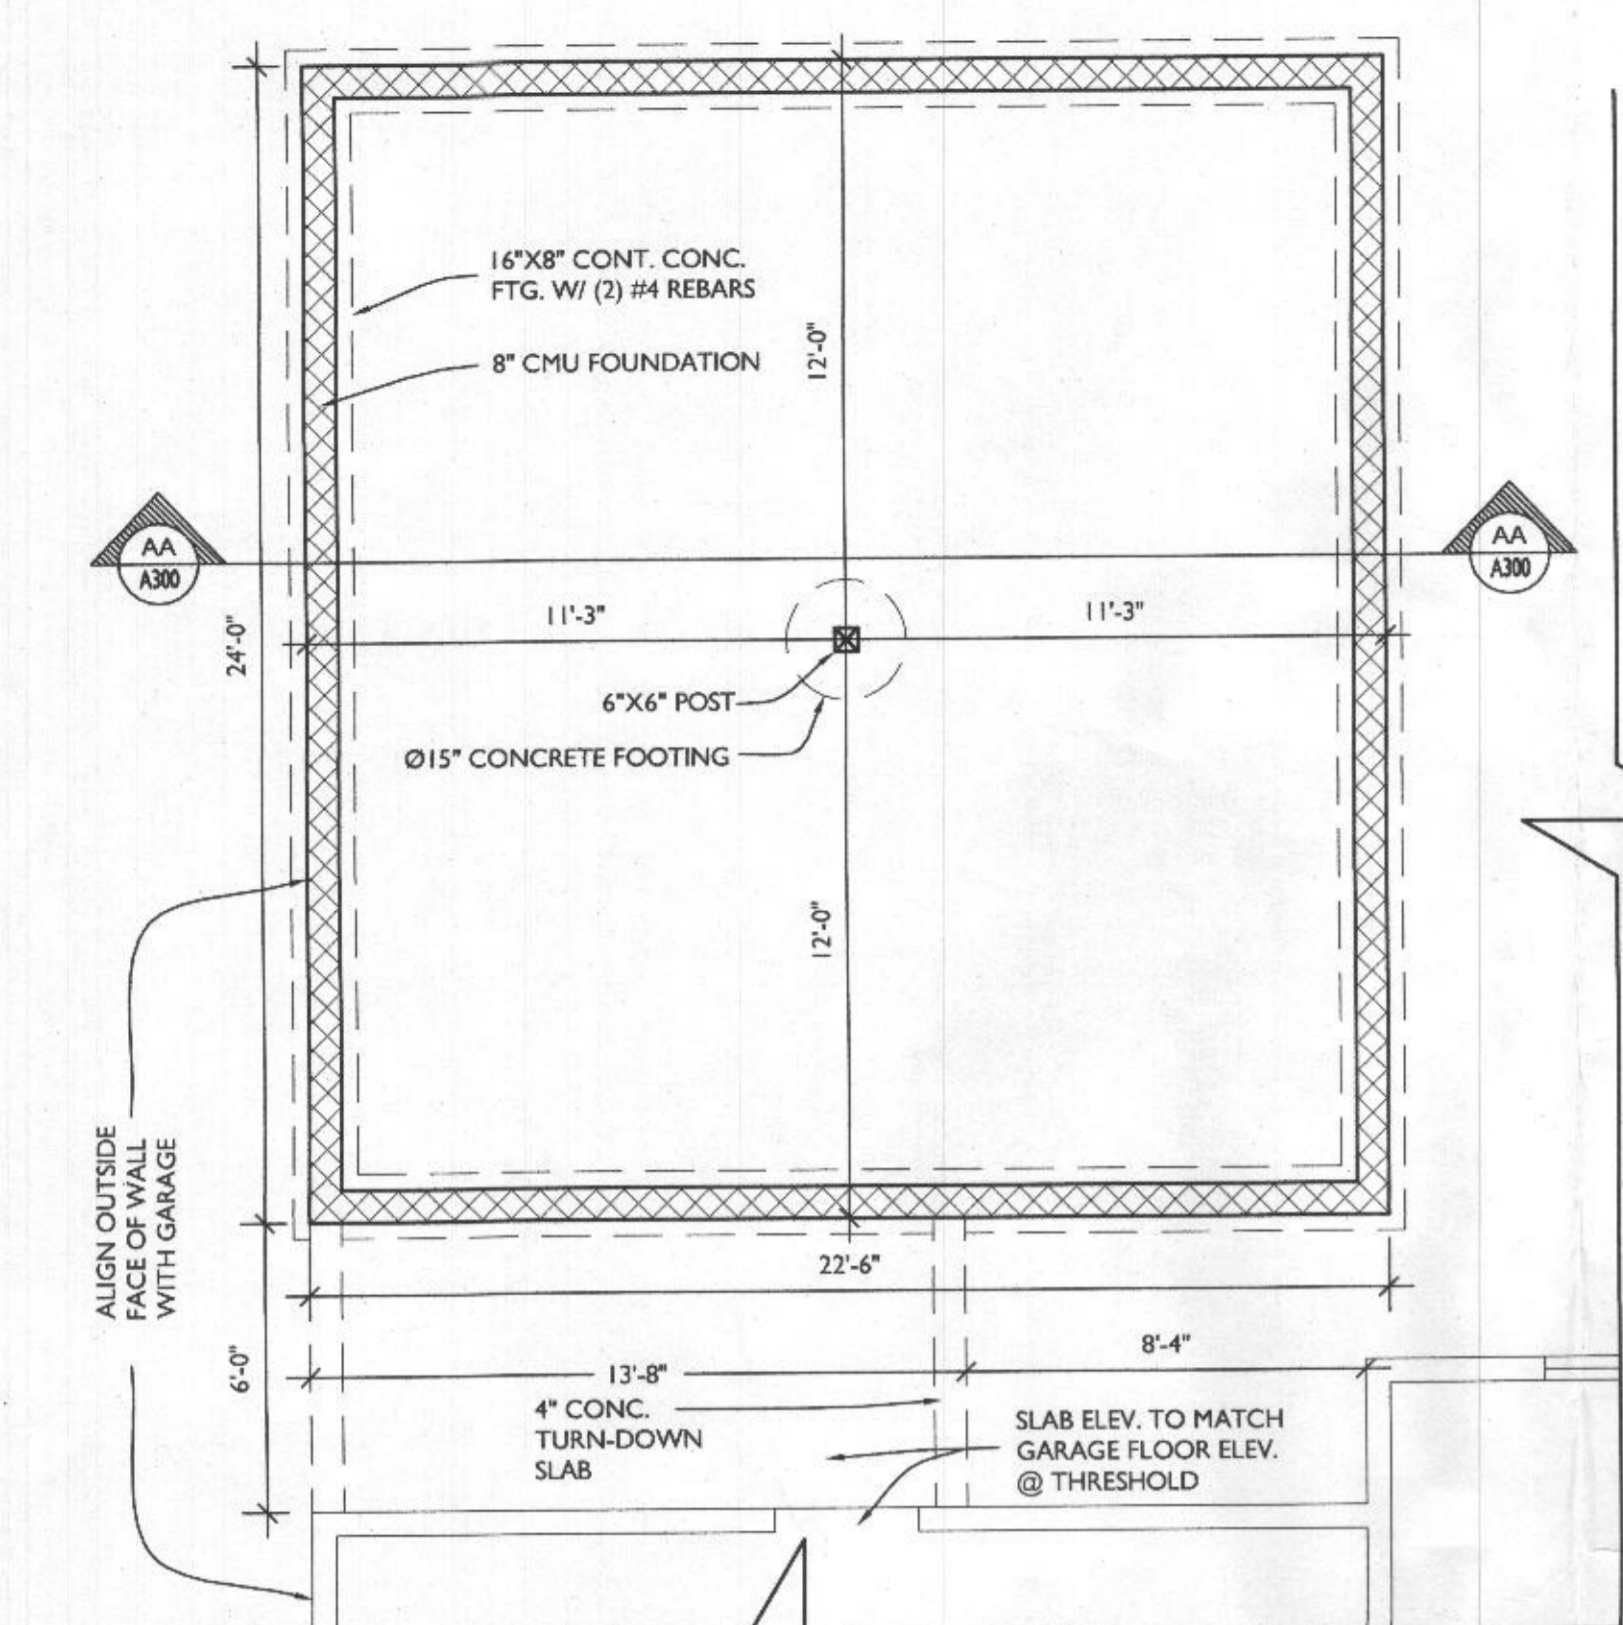 16"X8" CONT. CONC.
FTG. W/ (2) #4 REBARS
12'-0"
8" CMU FOUNDATION
AA
A300
AA
A300
11'-3"
11'-3"
24'-0"
6"X6" POST
Ø15" CONCRETE FOOTING
12'-0"
ALIGN OUTSIDE
FACE OF WALL
WITH GARAGE
22'-6"
8'-4"
13'-8"
6'-0"
4" CONC.
TURN-DOWN
SLAB
SLAB ELEV. TO MATCH
GARAGE FLOOR ELEV.
@ THRESHOLD